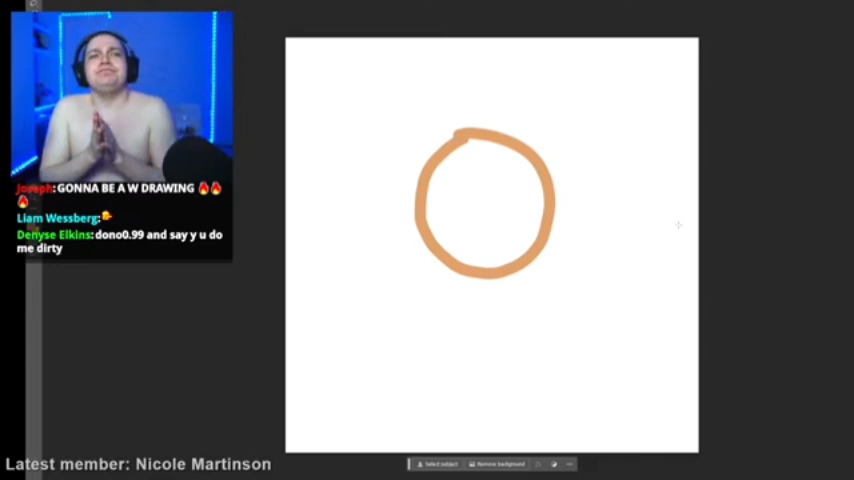 Joseph: GONNA BE A W DRAWING 🔥🔥
🔥
Liam Wessberg:
Denyse Elkins: dono0.99 and say y u do
me dirty
Latest member: Nicole Martinson
Select subject
Remove background